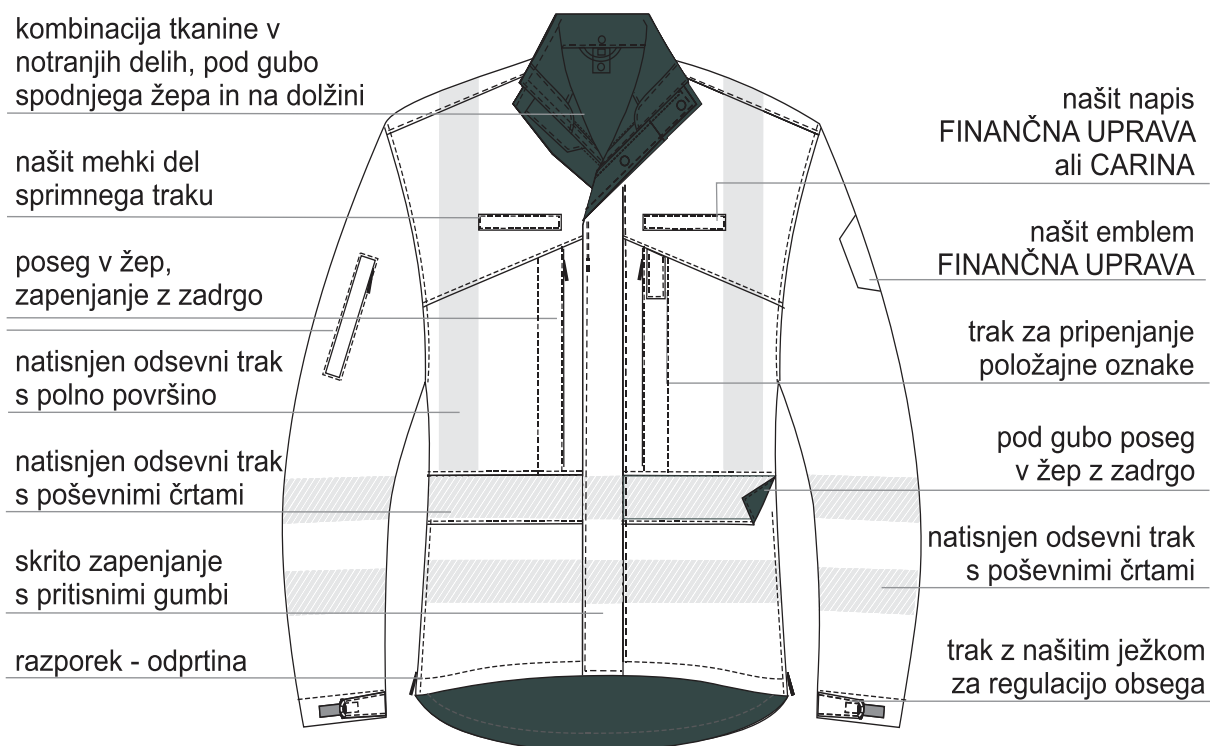 kombinacija tkanine v
notranjih delih, pod gubo
spodnjega žepa in na dolžini
našit mehki del
sprimnega traku
poseg v žep,
zapenjanje z zadrgo
natisnjen odsevni trak
s polno površino
natisnjen odsevni trak
s poševnimi črtami
skrito zapenjanje
s pritisnimi gumbi
razporek - odprtina
našit napis
FINANČNA UPRAVA
ali CARINA
našit emblem
FINANČNA UPRAVA
trak za pripenjanje
položajne oznake
pod gubo poseg
v žep z zadrgo
natisnjen odsevni trak
s poševnimi črtami
trak z našitim ježkom
za regulacijo obsega